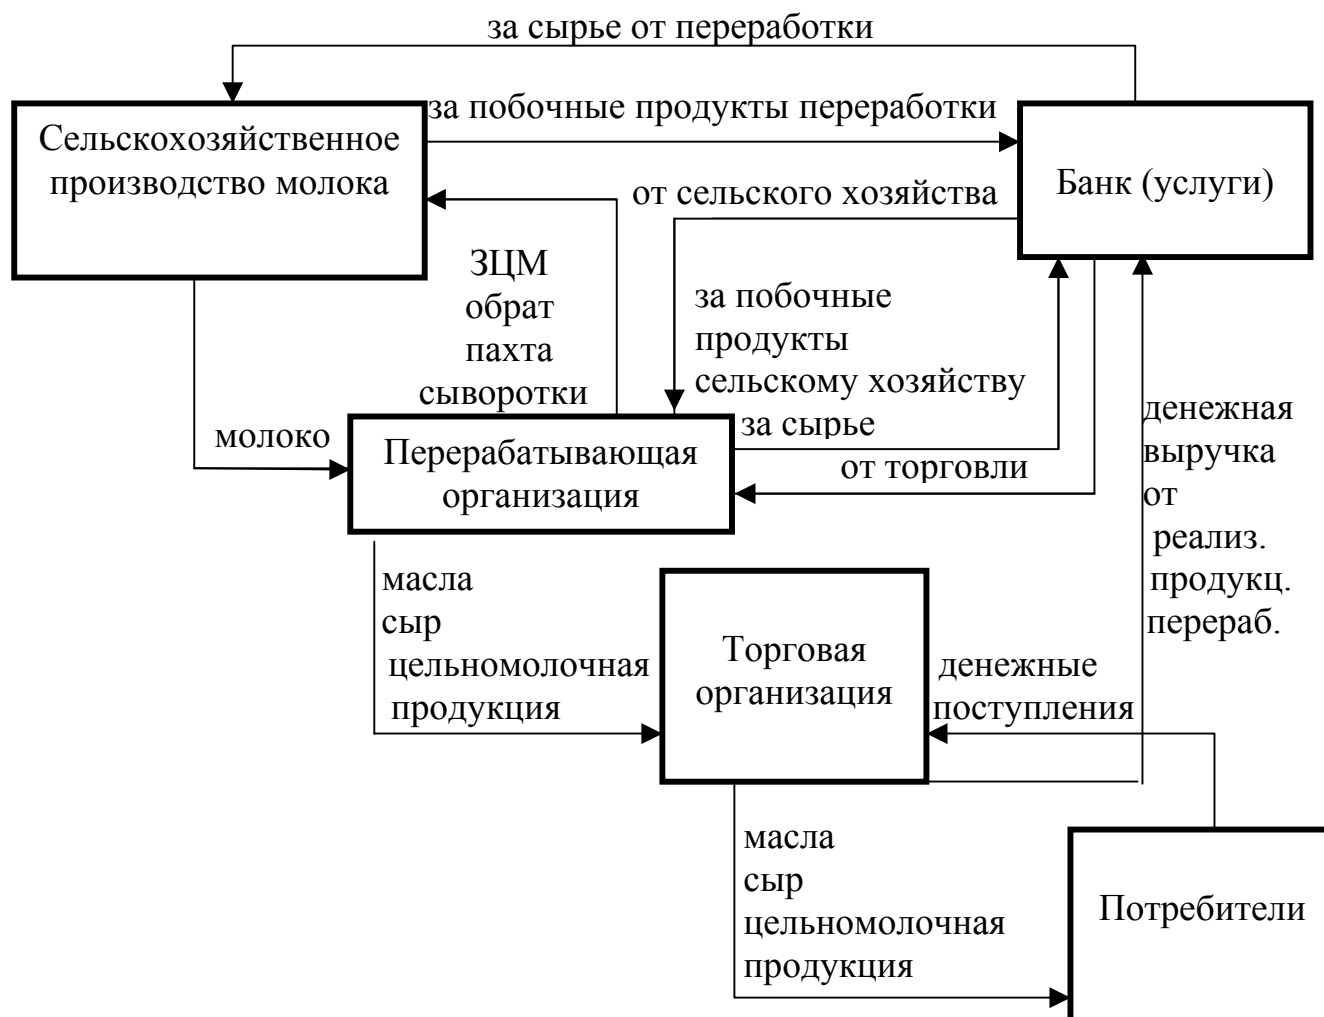 за сырье от переработки
Сельскохозяйственное
производство молока
за побочные продукты переработки
Банк (услуги)
от сельского хозяйства
ЗЦМ
обрат
пахта
сыворотки
за побочные
продукты
сельскому хозяйству
за сырье
молоко
Перерабатывающая
организация
от торговли
денежная
выручка
от
реализ.
продукц.
перераб.
масла
сыр
цельномолочная
продукция
Торговая
организация
денежные
поступления
масла
сыр
цельномолочная
продукция
Потребители